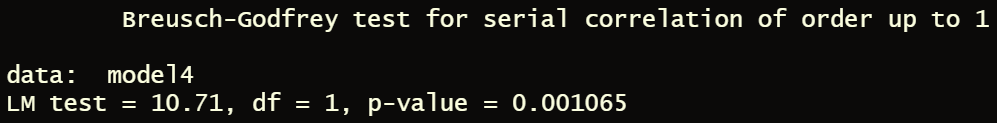 Breusch-Godfrey test for serial correlation of order up to 1
data:  model4
LM test = 10.71, df = 1, p-value = 0.001065